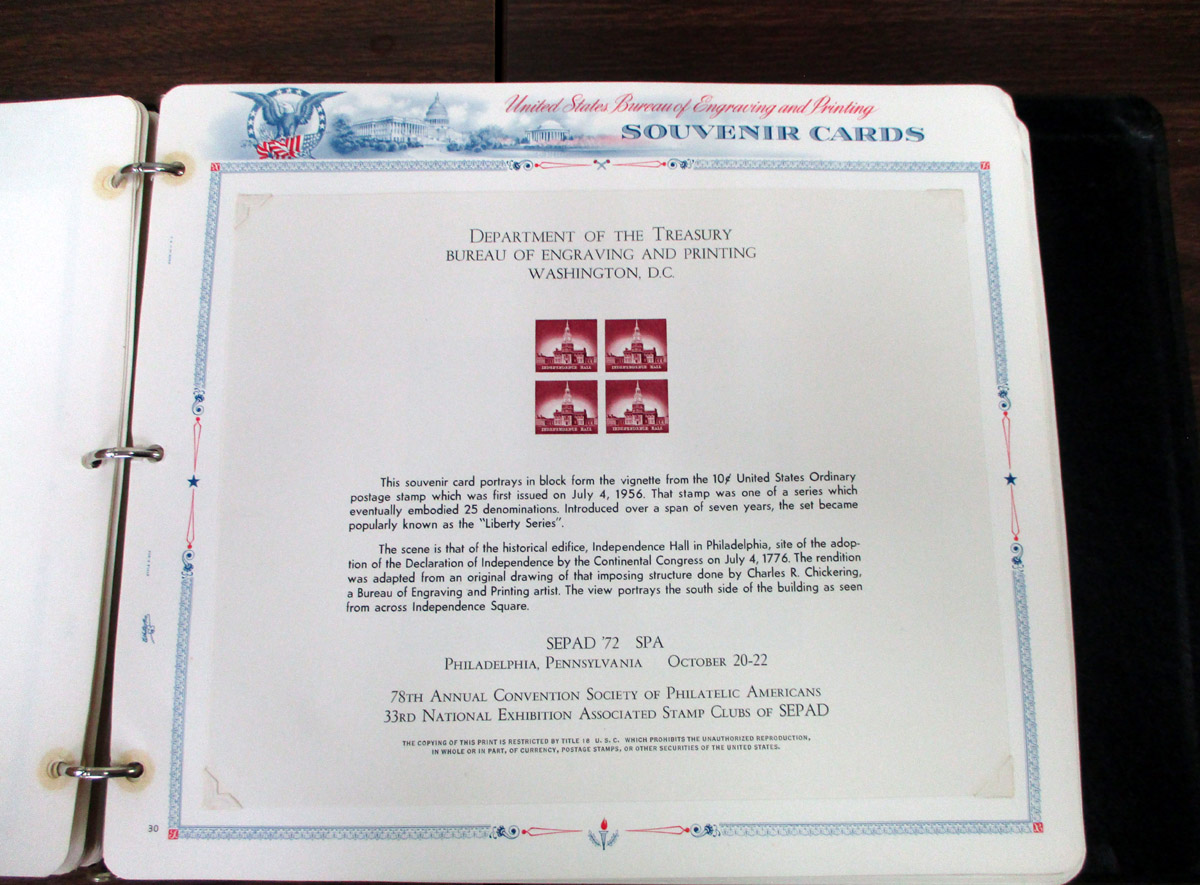 United States Bureau of Engraving and Printing
SOUVENIR CARDS
DEPARTMENT OF THE TREASURY
BUREAU OF ENGRAVING AND PRINTING
WASHINGTON, D.C.
INDEPENDENCE HALL INDEPENDENCE HALL
INDEPENDENCE HALL INDEPENDENCE HALL
This souvenir card portrays in block form the vignette from the 10¢ United States Ordinary
postage stamp which was first issued on July 4, 1956. That stamp was one of a series which
eventually embodied 25 denominations. Introduced over a span of seven years, the set became
popularly known as the "Liberty Series".
The scene is that of the historical edifice, Independence Hall in Philadelphia, site of the adop-
tion of the Declaration of Independence by the Continental Congress on July 4, 1776. The rendition
was adapted from an original drawing of that imposing structure done by Charles R. Chickering,
a Bureau of Engraving and Printing artist. The view portrays the south side of the building as seen
from across Independence Square.
SEPAD '72 SPA
PHILADELPHIA, PENNSYLVANIA OCTOBER 20-22
78TH ANNUAL CONVENTION SOCIETY OF PHILATELIC AMERICANS
33RD NATIONAL EXHIBITION ASSOCIATED STAMP CLUBS OF SEPAD
THE COPYING OF THIS PRINT IS RESTRICTED BY TITLE 18 U. S. C. WHICH PROHIBITS THE UNAUTHORIZED REPRODUCTION,
IN WHOLE OR IN PART, OF CURRENCY, POSTAGE STAMPS, OR OTHER SECURITIES OF THE UNITED STATES.
30